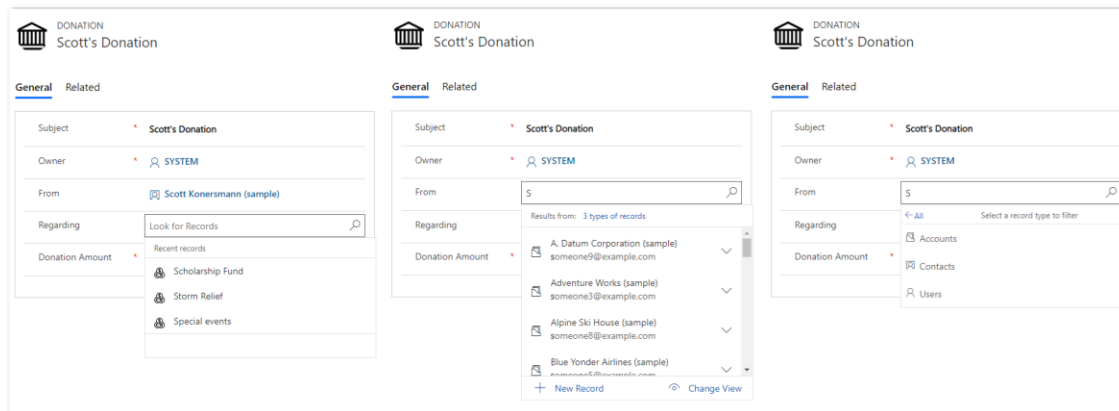 DONATION
Scott's Donation
General Related
Subject * Scott's Donation
Owner * SYSTEM
From Scott Konersmann (sample)
Regarding Look for Records
Recent records
Donation Amount *
Scholarship Fund
Storm Relief
Special events
DONATION
Scott's Donation
General Related
Subject * Scott's Donation
Owner * SYSTEM
From S
Regarding
Results from: 3 types of records
Donation Amount *
A. Datum Corporation (sample)
someone9@example.com
Adventure Works (sample)
someone3@example.com
Alpine Ski House (sample)
someone8@example.com
Blue Yonder Airlines (sample)
someone5@example.com
+ New Record Change View
DONATION
Scott's Donation
General Related
Subject * Scott's Donation
Owner * SYSTEM
From S
Regarding
← All Select a record type to filter
Donation Amount *
Accounts
Contacts
Users